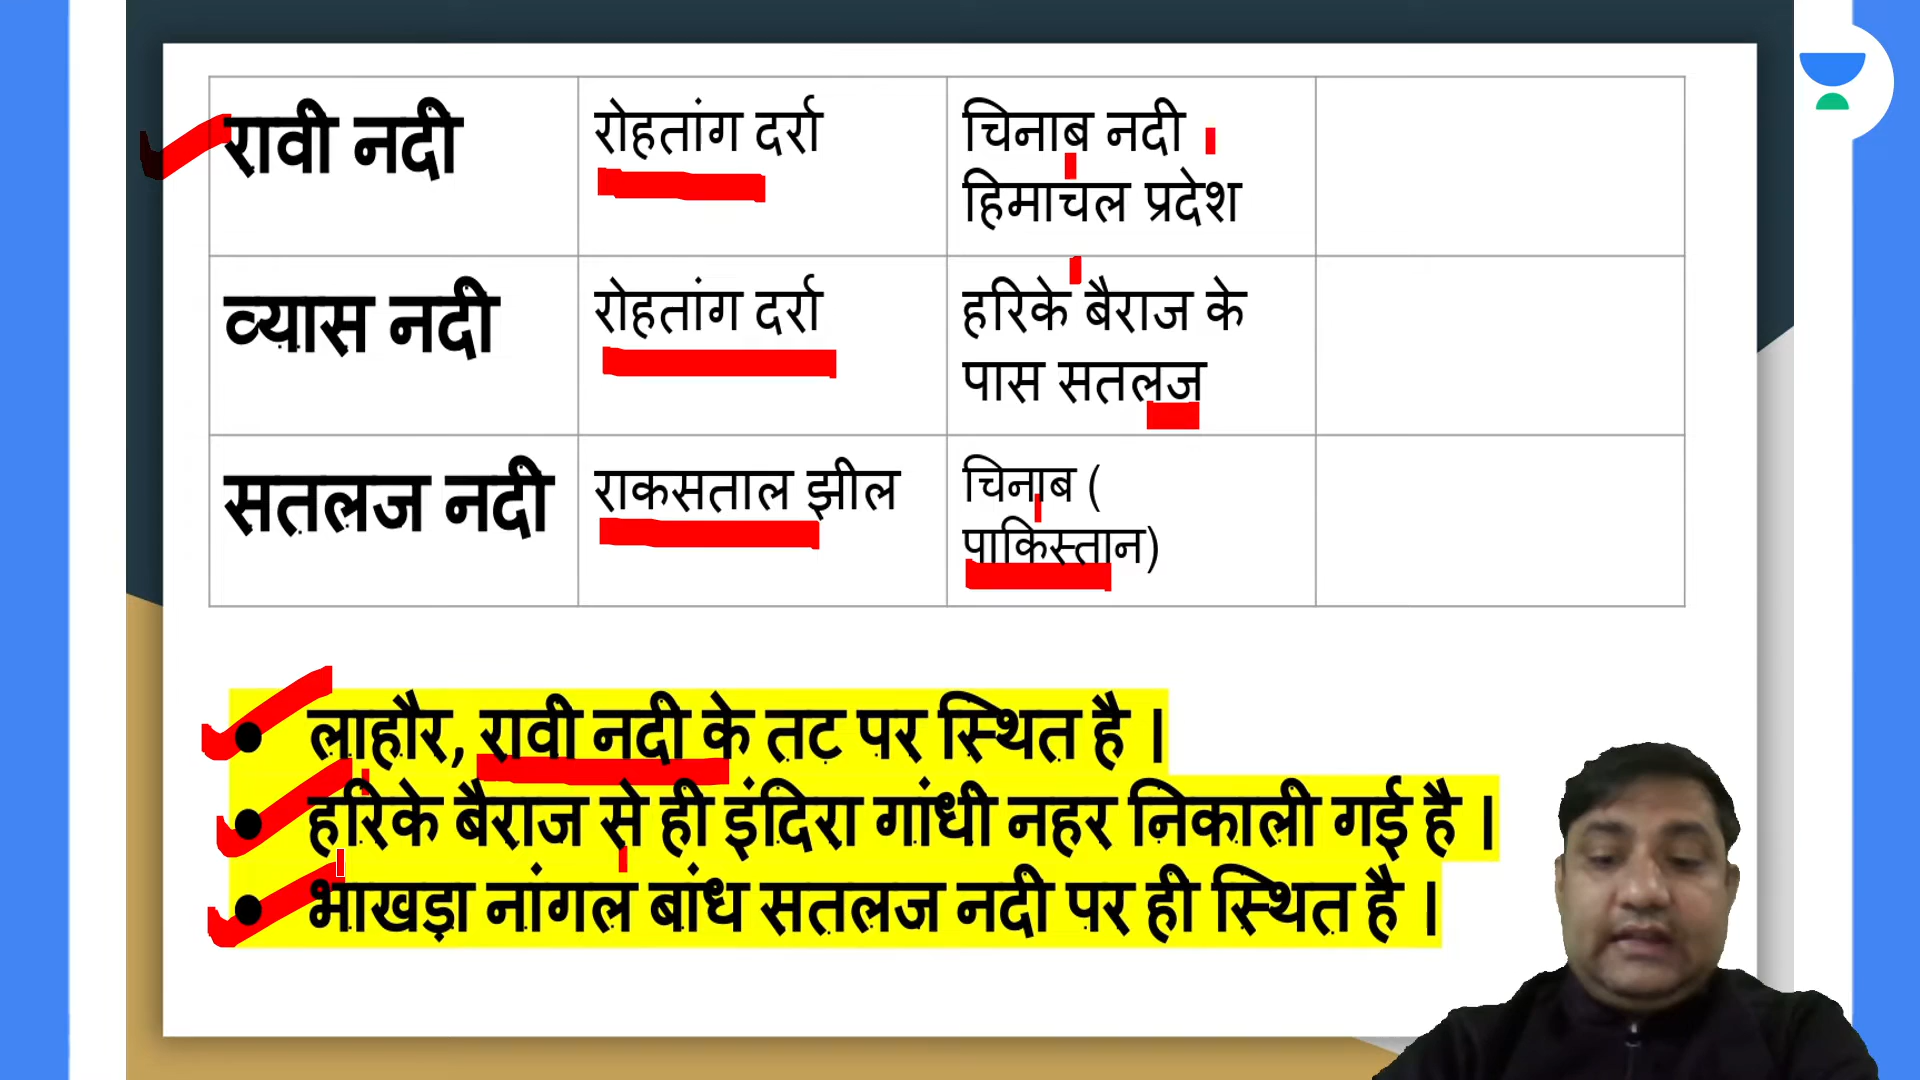 रावी नदी
रोहतांग दर्रा
चिनाब नदी
हिमाचल प्रदेश
व्यास नदी
रोहतांग दर्रा
हरिके बैराज के
पास सतलज
सतलज नदी
राकसताल झील
चिनाब (
पाकिस्तान)
लाहौर, रावी नदी के तट पर स्थित है ।
हरिके बैराज से ही इंदिरा गांधी नहर निकाली गई है ।
भाखड़ा नांगल बांध सतलज नदी पर ही स्थित है ।